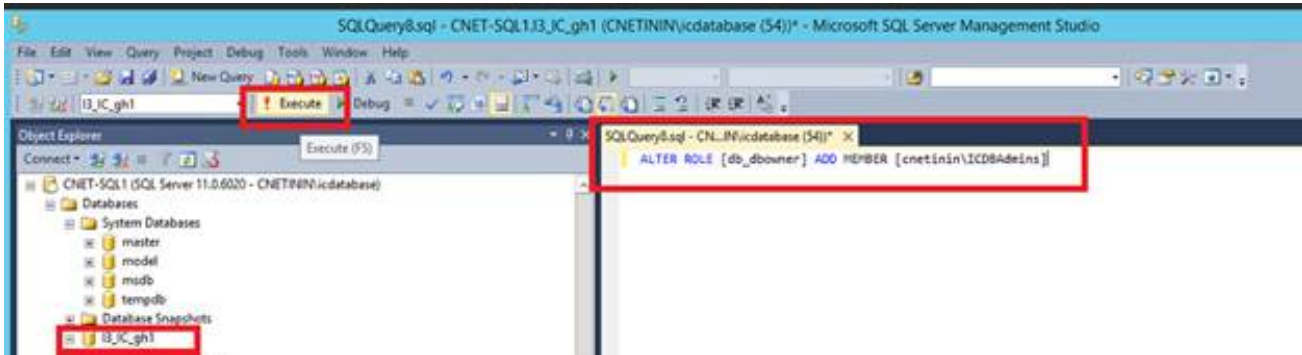 SQLQuery8.sql - CNET-SQL1.I3_IC_gh1 (CNETININ\icdatabase (54))* - Microsoft SQL Server Management Studio
File Edit View Query Project Debug Tools Window Help
New Query
I3_IC_gh1 Execute Debug
Execute (F5)
Object Explorer
Connect
CNET-SQL1 (SQL Server 11.0.6020 - CNETININ\icdatabase)
Databases
System Databases
master
model
msdb
tempdb
Database Snapshots
I3_IC_gh1
SQLQuery8.sql - CN...IN\icdatabase (54))* ×
ALTER ROLE [db_dbowner] ADD MEMBER [cnetinin\ICDBAdmins]